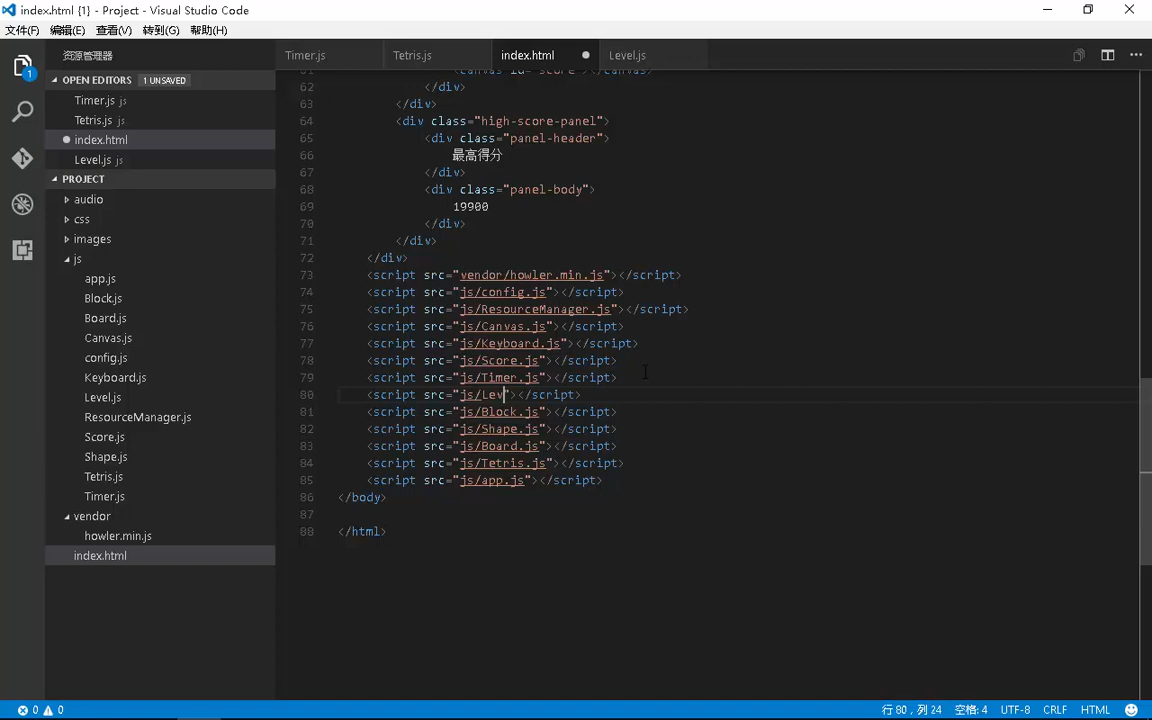 index.html {1} - Project - Visual Studio Code
文件(F) 编辑(E) 查看(V) 转到(G) 帮助(H)
资源管理器
OPEN EDITORS 1 UNSAVED
Timer.js js
Tetris.js js
index.html
Level.js js
PROJECT
audio
css
images
js
app.js
Block.js
Board.js
Canvas.js
config.js
Keyboard.js
Level.js
ResourceManager.js
Score.js
Shape.js
Tetris.js
Timer.js
vendor
howler.min.js
index.html
1
Timer.js Tetris.js index.html Level.js
61 <canvas id="score"></canvas>
62 </div>
63 </div>
64 <div class="high-score-panel">
65 <div class="panel-header">
66 最高得分
67 </div>
68 <div class="panel-body">
69 19900
70 </div>
71 </div>
72 </div>
73 <script src="vendor/howler.min.js"></script>
74 <script src="js/config.js"></script>
75 <script src="js/ResourceManager.js"></script>
76 <script src="js/Canvas.js"></script>
77 <script src="js/Keyboard.js"></script>
78 <script src="js/Score.js"></script>
79 <script src="js/Timer.js"></script>
80 <script src="js/Lev"></script>
81 <script src="js/Block.js"></script>
82 <script src="js/Shape.js"></script>
83 <script src="js/Board.js"></script>
84 <script src="js/Tetris.js"></script>
85 <script src="js/app.js"></script>
86 </body>
87
88 </html>
0 0 行 80，列 24 空格: 4 UTF-8 CRLF HTML